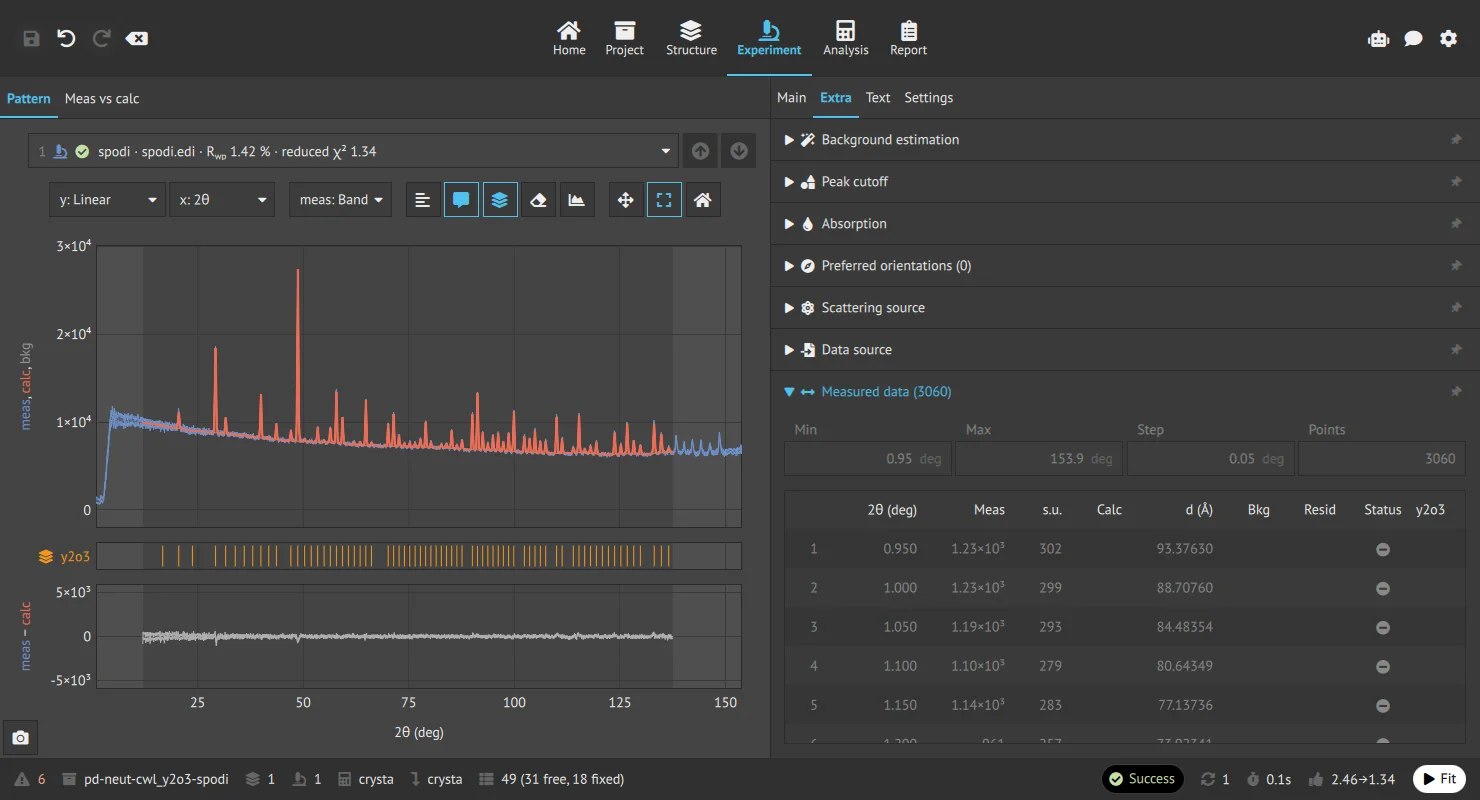 Home Project Structure Experiment Analysis Report
Pattern Meas vs calc
Main Extra Text Settings
1 spodi · spodi.edi · Rwp 1.42 % · reduced χ² 1.34
y: Linear x: 2θ meas: Band
3×10⁴
2×10⁴
1×10⁴
0
meas, calc, bkg
y2o3
5×10³
0
-5×10³
meas − calc
25 50 75 100 125 150
2θ (deg)
Background estimation
Peak cutoff
Absorption
Preferred orientations (0)
Scattering source
Data source
Measured data (3060)
Min Max Step Points
0.95 deg 153.9 deg 0.05 deg 3060
2θ (deg) Meas s.u. Calc d (Å) Bkg Resid Status y2o3
1 0.950 1.23×10³ 302 93.37630
2 1.000 1.23×10³ 299 88.70760
3 1.050 1.19×10³ 293 84.48354
4 1.100 1.10×10³ 279 80.64349
5 1.150 1.14×10³ 283 77.13736
6 pd-neut-cwl_y2o3-spodi 1 1 crysta crysta 49 (31 free, 18 fixed)
Success 1 0.1s 2.46→1.34 Fit